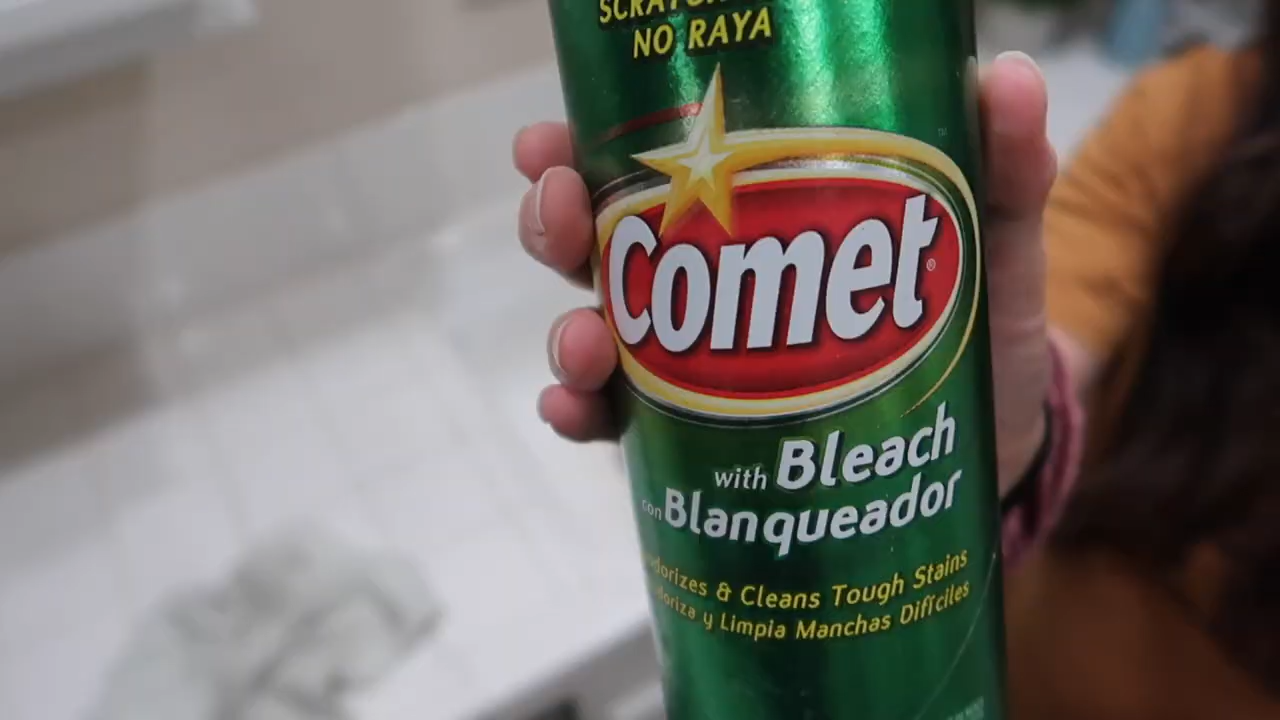 NO RAYA
Comet®
with Bleach
con Blanqueador
& Cleans Tough Stains
y Limpia Manchas Difíciles